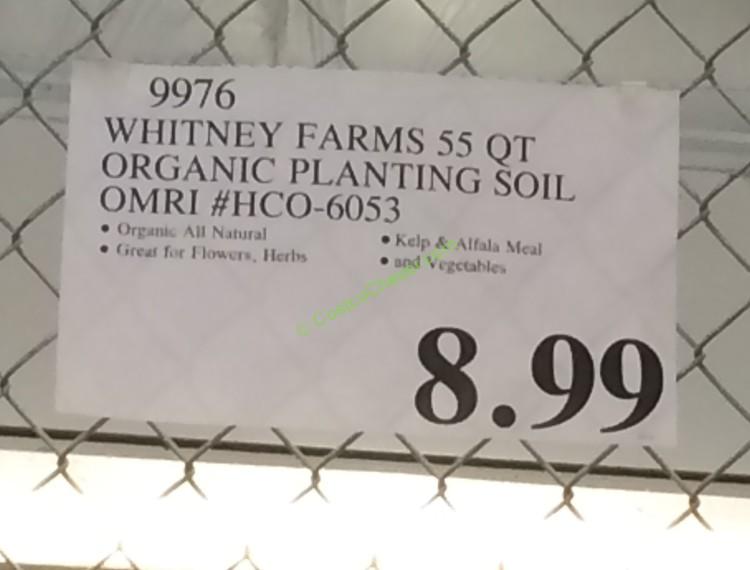 9976
WHITNEY FARMS 55 QT
ORGANIC PLANTING SOIL
OMRI #HCO-6053
• Organic All Natural
• Great for Flowers, Herbs
• Kelp & Alfala Meal
• and Vegetables
8.99